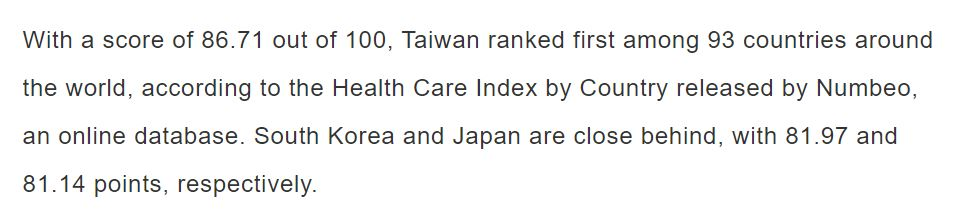 With a score of 86.71 out of 100, Taiwan ranked first among 93 countries around
the world, according to the Health Care Index by Country released by Numbeo,
an online database. South Korea and Japan are close behind, with 81.97 and
81.14 points, respectively.